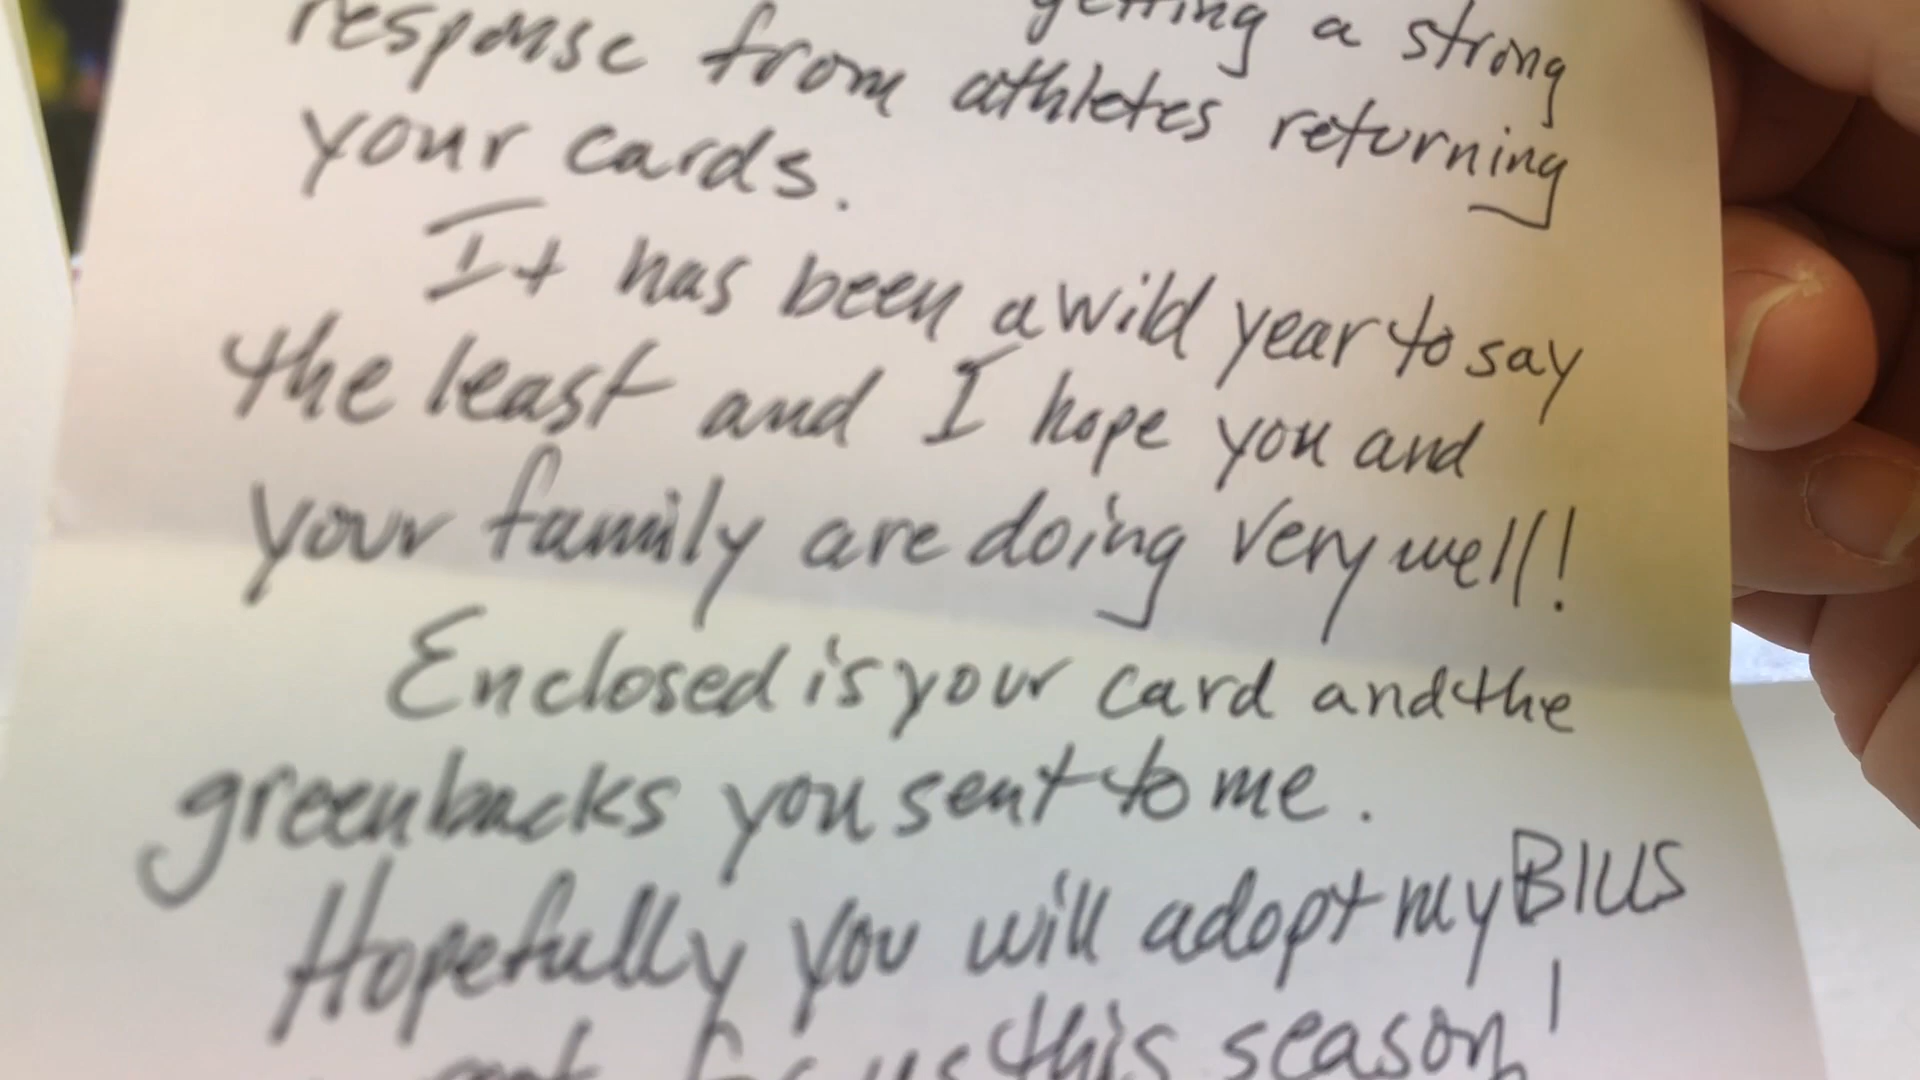 getting a strong
response from athletes returning
your cards.
It has been a wild year to say
the least and I hope you and
your family are doing very well!
Enclosed is your card and the
greenbacks you sent to me.
Hopefully you will adopt my BIllS
this season!